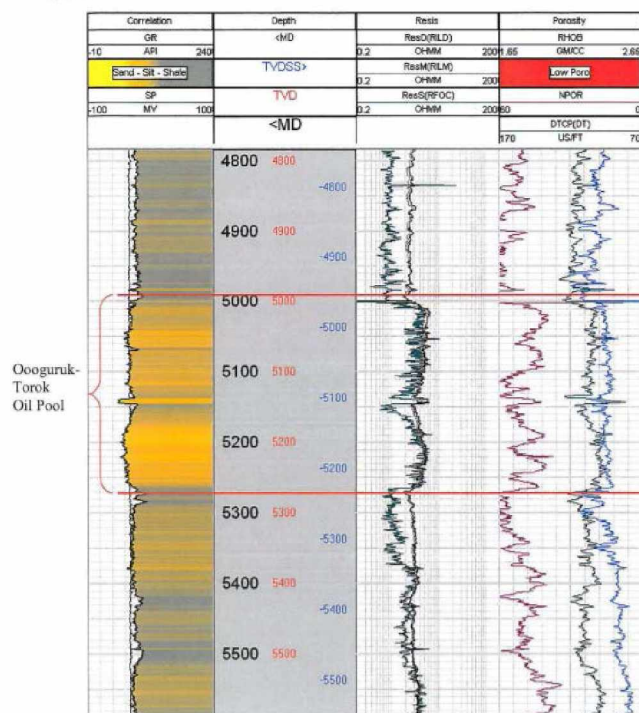 Correlation Depth Resis Porosity
GR <MD ResD(RILD) RHOB
-10 API 240 0.2 OHMM 200 1.65 GM/CC 2.65
Sand - Silt - Shale TVDSS> ResM(RILM) Low Poro
0.2 OHMM 200
SP TVD ResS(RFOC) NPOR
-100 MV 100 0.2 OHMM 200 60 0
<MD DTCP(DT)
170 US/FT 70
4800 4800
-4800
4900 4900
-4900
5000 5000
-5000
Oooguruk-
Torok
Oil Pool
5100 5100
-5100
5200 5200
-5200
5300 5300
-5300
5400 5400
-5400
5500 5500
-5500